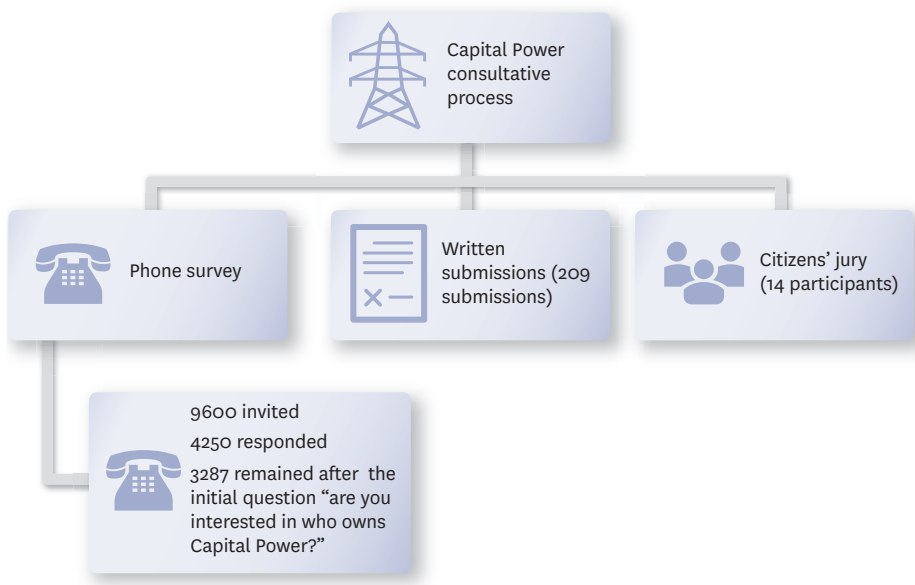 Capital Power
consultative
process
Phone survey
Written
submissions (209
submissions)
Citizens’ jury
(14 participants)
9600 invited
4250 responded
3287 remained after the
initial question “are you
interested in who owns
Capital Power?”